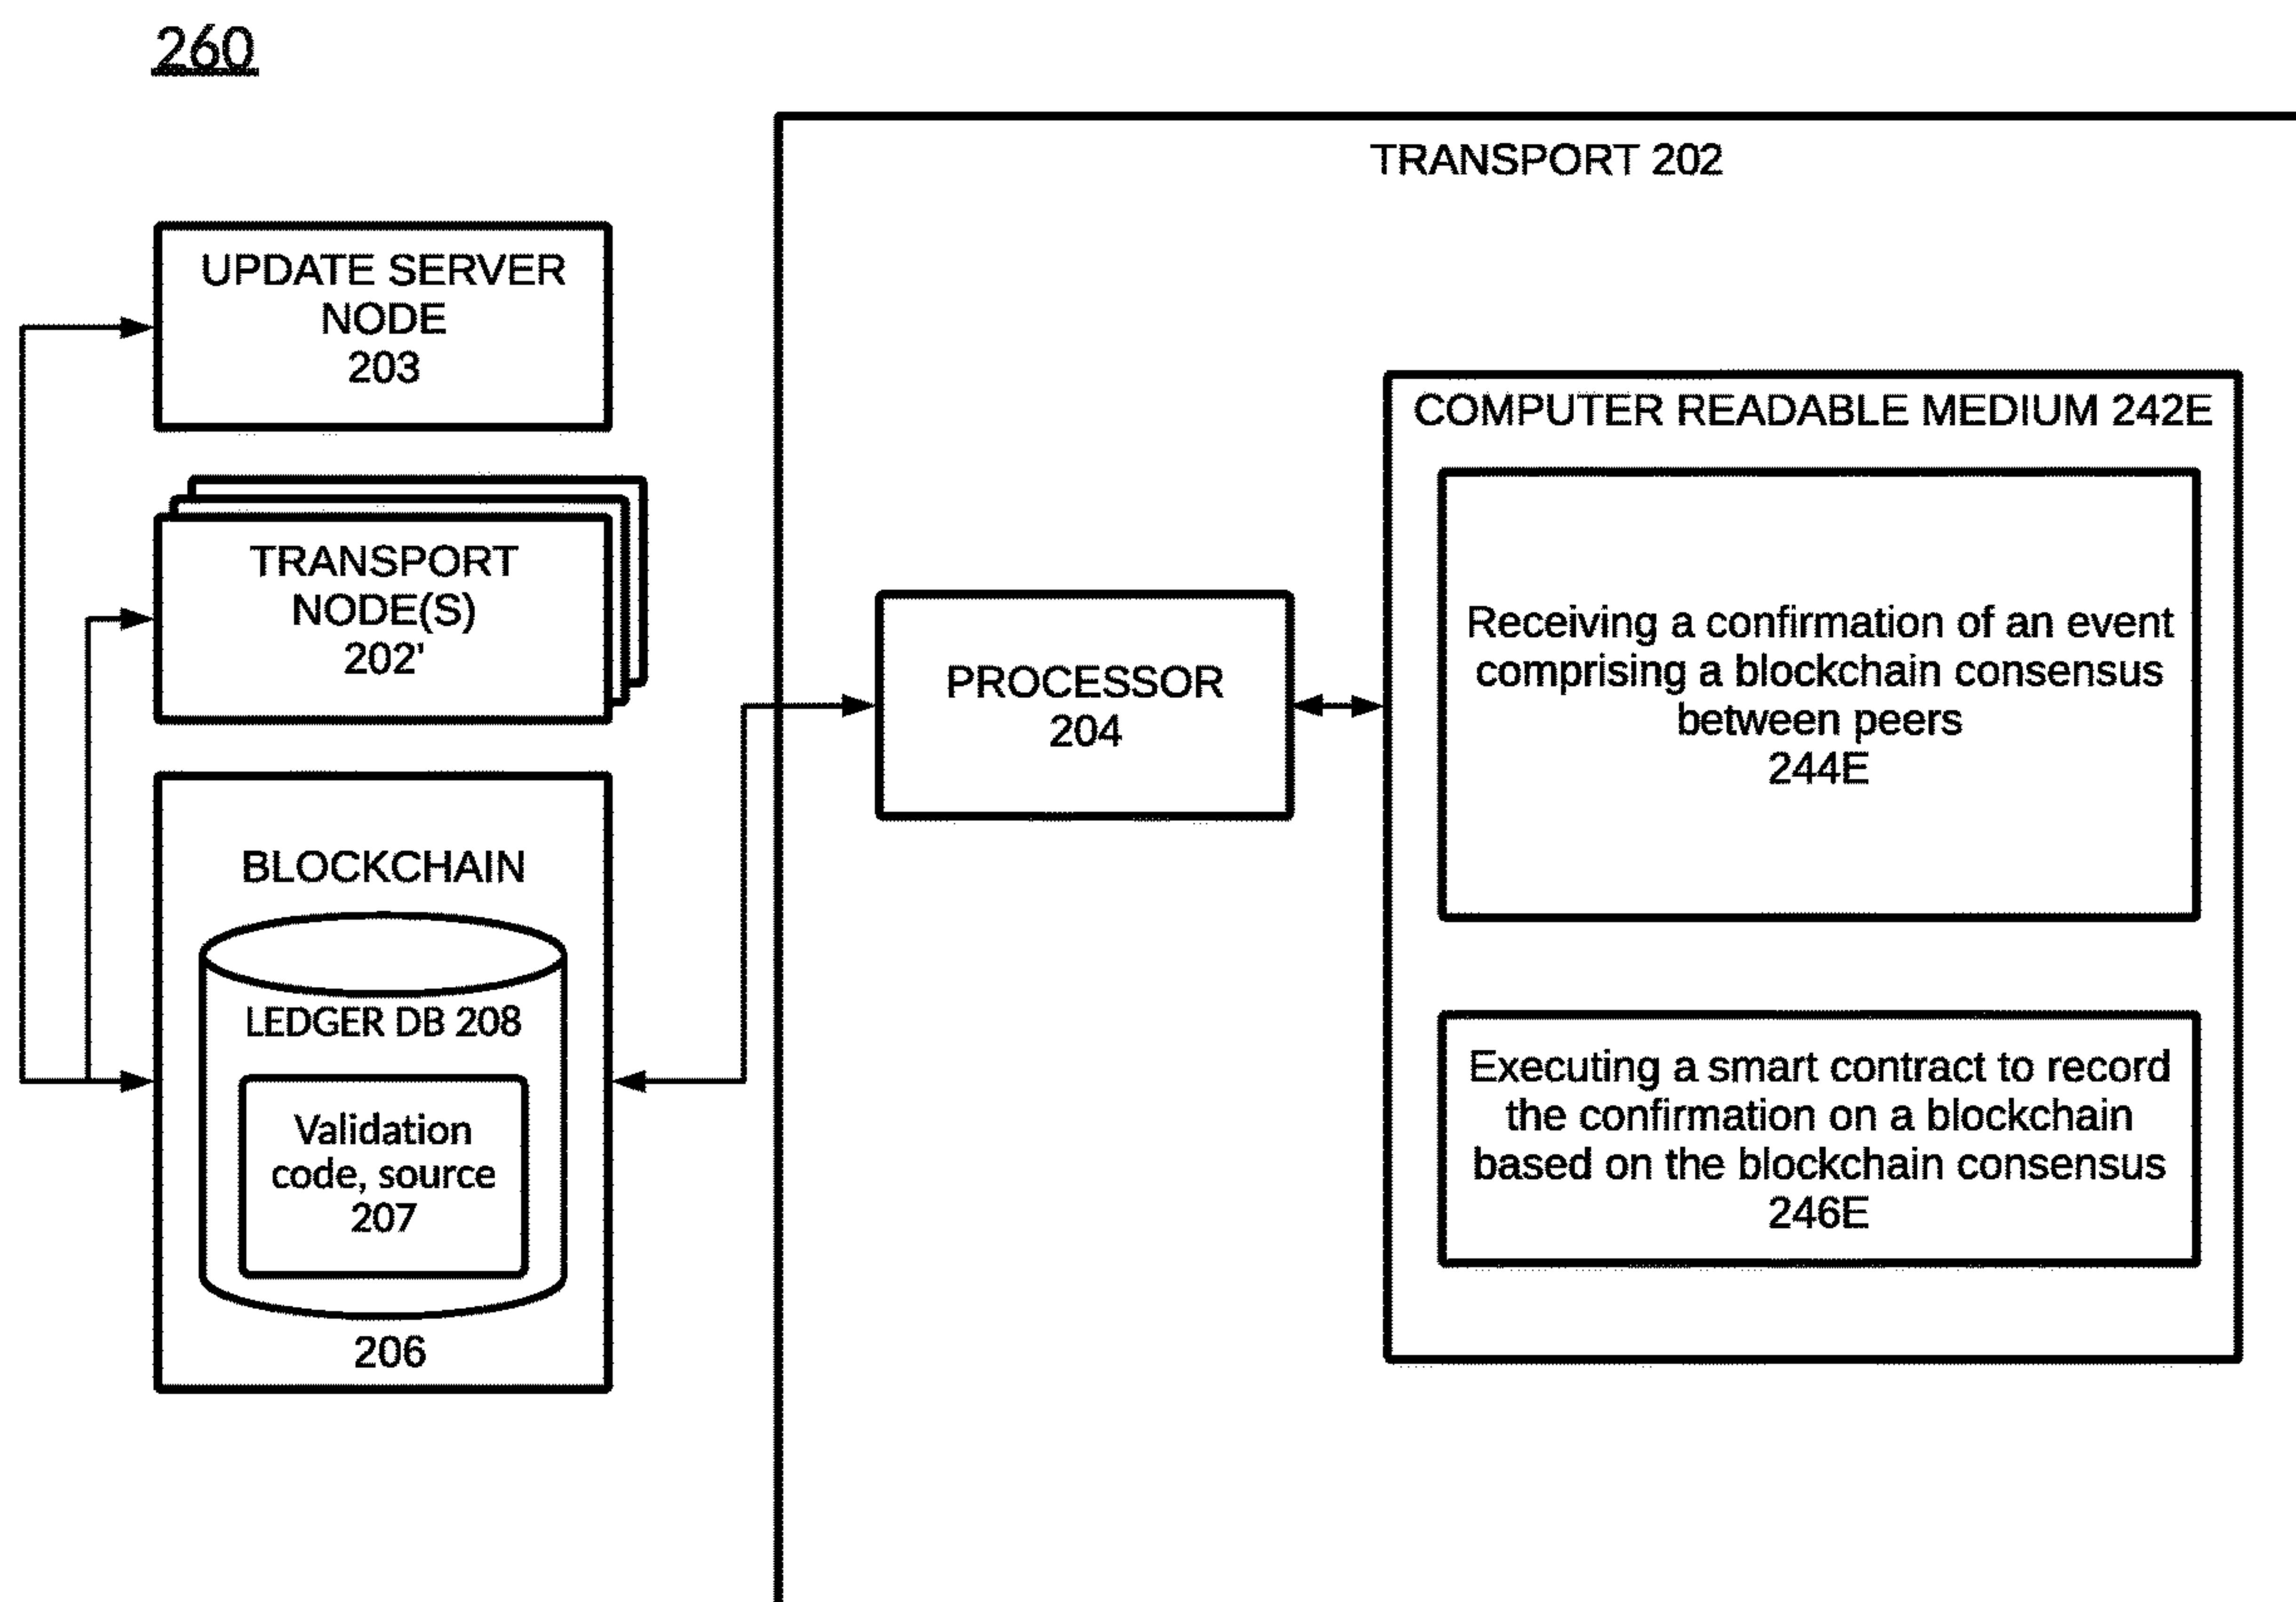 260
TRANSPORT 202
UPDATE SERVER
NODE
203
TRANSPORT
NODE(S)
202'
BLOCKCHAIN
LEDGER DB 208
Validation
code, source
207
206
PROCESSOR
204
COMPUTER READABLE MEDIUM 242E
Receiving a confirmation of an event
comprising a blockchain consensus
between peers
244E
Executing a smart contract to record
the confirmation on a blockchain
based on the blockchain consensus
246E